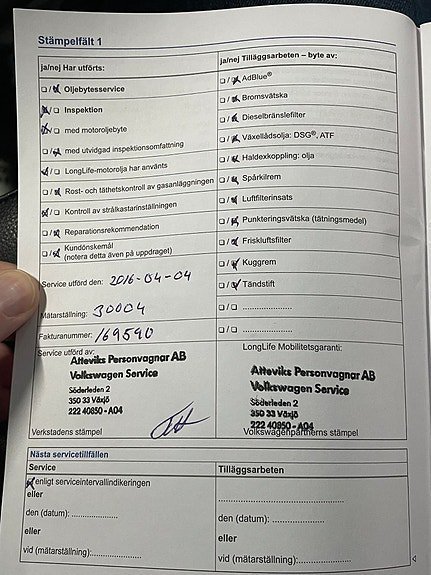 Stämpelfält 1
ja/nej Har utförts:
☐/☒ Oljebytesservice
☒/☐ Inspektion
☒/☐ med motoroljebyte
☐/☒ med utvidgad inspektionsomfattning
☒/☐ LongLife-motorolja har använts
☐/☒ Rost- och täthetskontroll av gasanläggningen
☒/☐ Kontroll av strålkastarinställningen
☐/☒ Reparationsrekommendation
☐/☒ Kundönskemål
(notera detta även på uppdraget)
Service utförd den: 2016-04-04
Mätarställning: 30004
Fakturanummer: 169590
Service utförd av:
Atteviks Personvagnar AB
Volkswagen Service
Söderleden 2
350 33 Växjö
222 40850 - A04
Verkstadens stämpel
ja/nej Tilläggsarbeten – byte av:
☐/☒ AdBlue®
☐/☒ Bromsvätska
☐/☒ Dieselbränslefilter
☐/☒ Växellådsolja: DSG®, ATF
☐/☒ Haldexkoppling: olja
☐/☒ Spårkilrem
☐/☒ Luftfilterinsats
☐/☒ Punkteringsvätska (tätningsmedel)
☐/☒ Friskluftsfilter
☐/☒ Kuggrem
☐/☒ Tändstift
☐/☐ ......................
☐/☐ ......................
LongLife Mobilitetsgaranti:
Atteviks Personvagnar AB
Volkswagen Service
Söderleden 2
350 33 Växjö
222 40850 - A04
Volkswagenpartnerns stämpel
Nästa servicetillfällen
Service
☒ enligt serviceintervallindikeringen
eller
den (datum): ....................
eller
vid (mätarställning):....................
Tilläggsarbeten
........................................
den (datum): ....................
eller
vid (mätarställning):....................